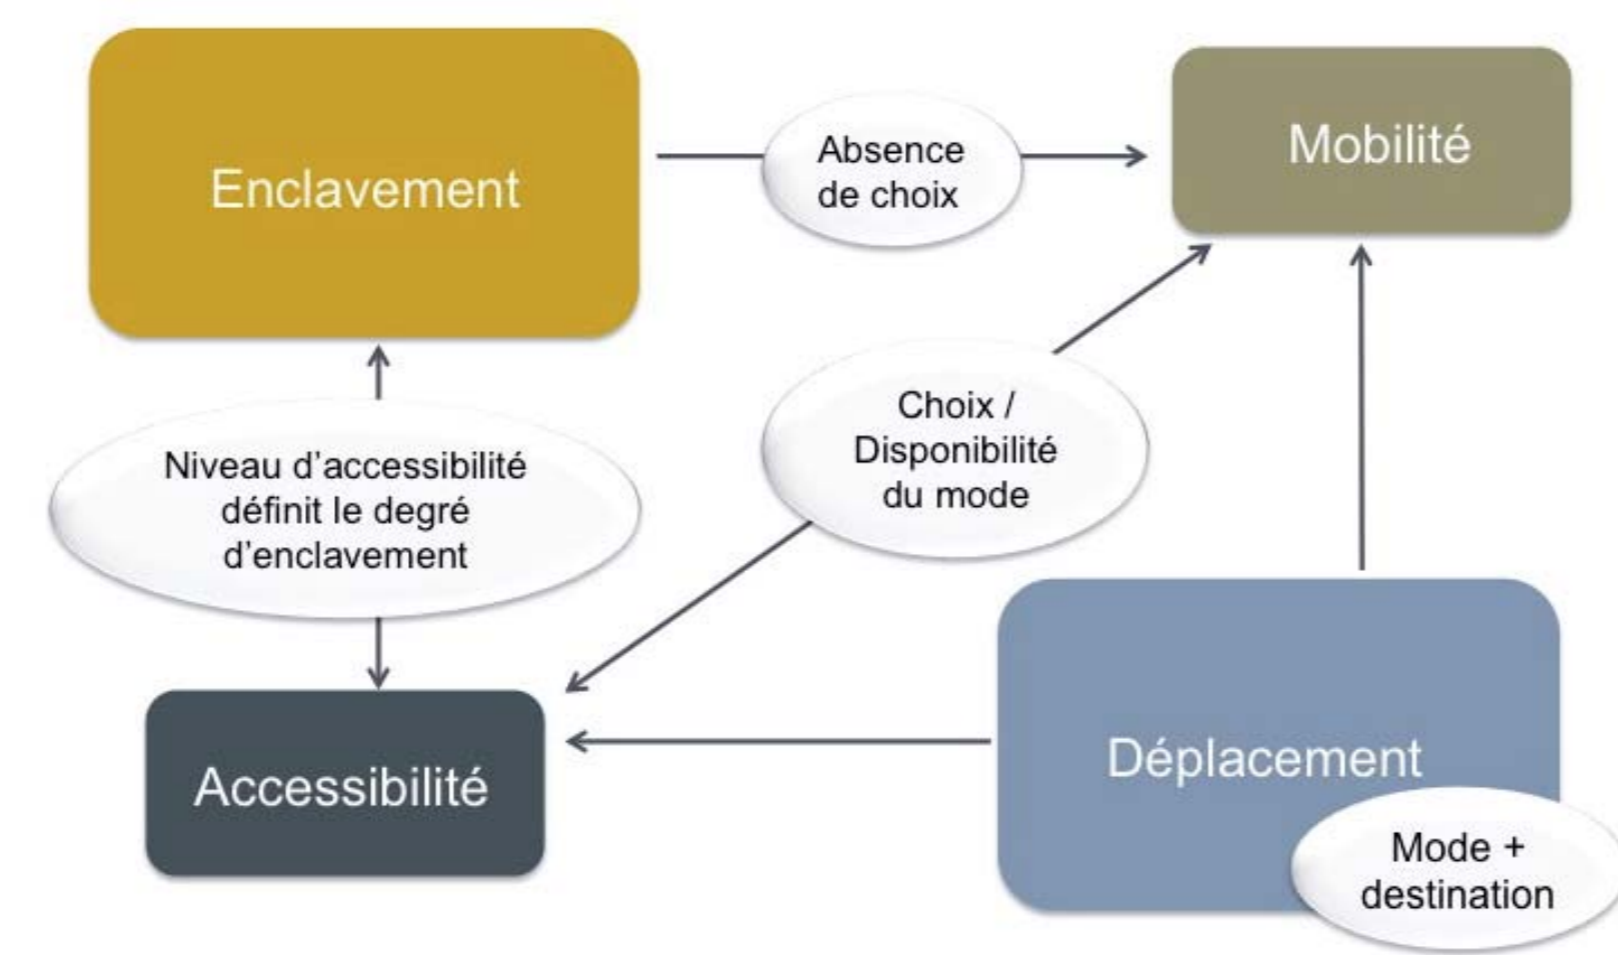 Enclavement
Absence
de choix
Mobilité
Niveau d’accessibilité
définit le degré
d’enclavement
Choix /
Disponibilité
du mode
Accessibilité
Déplacement
Mode +
destination